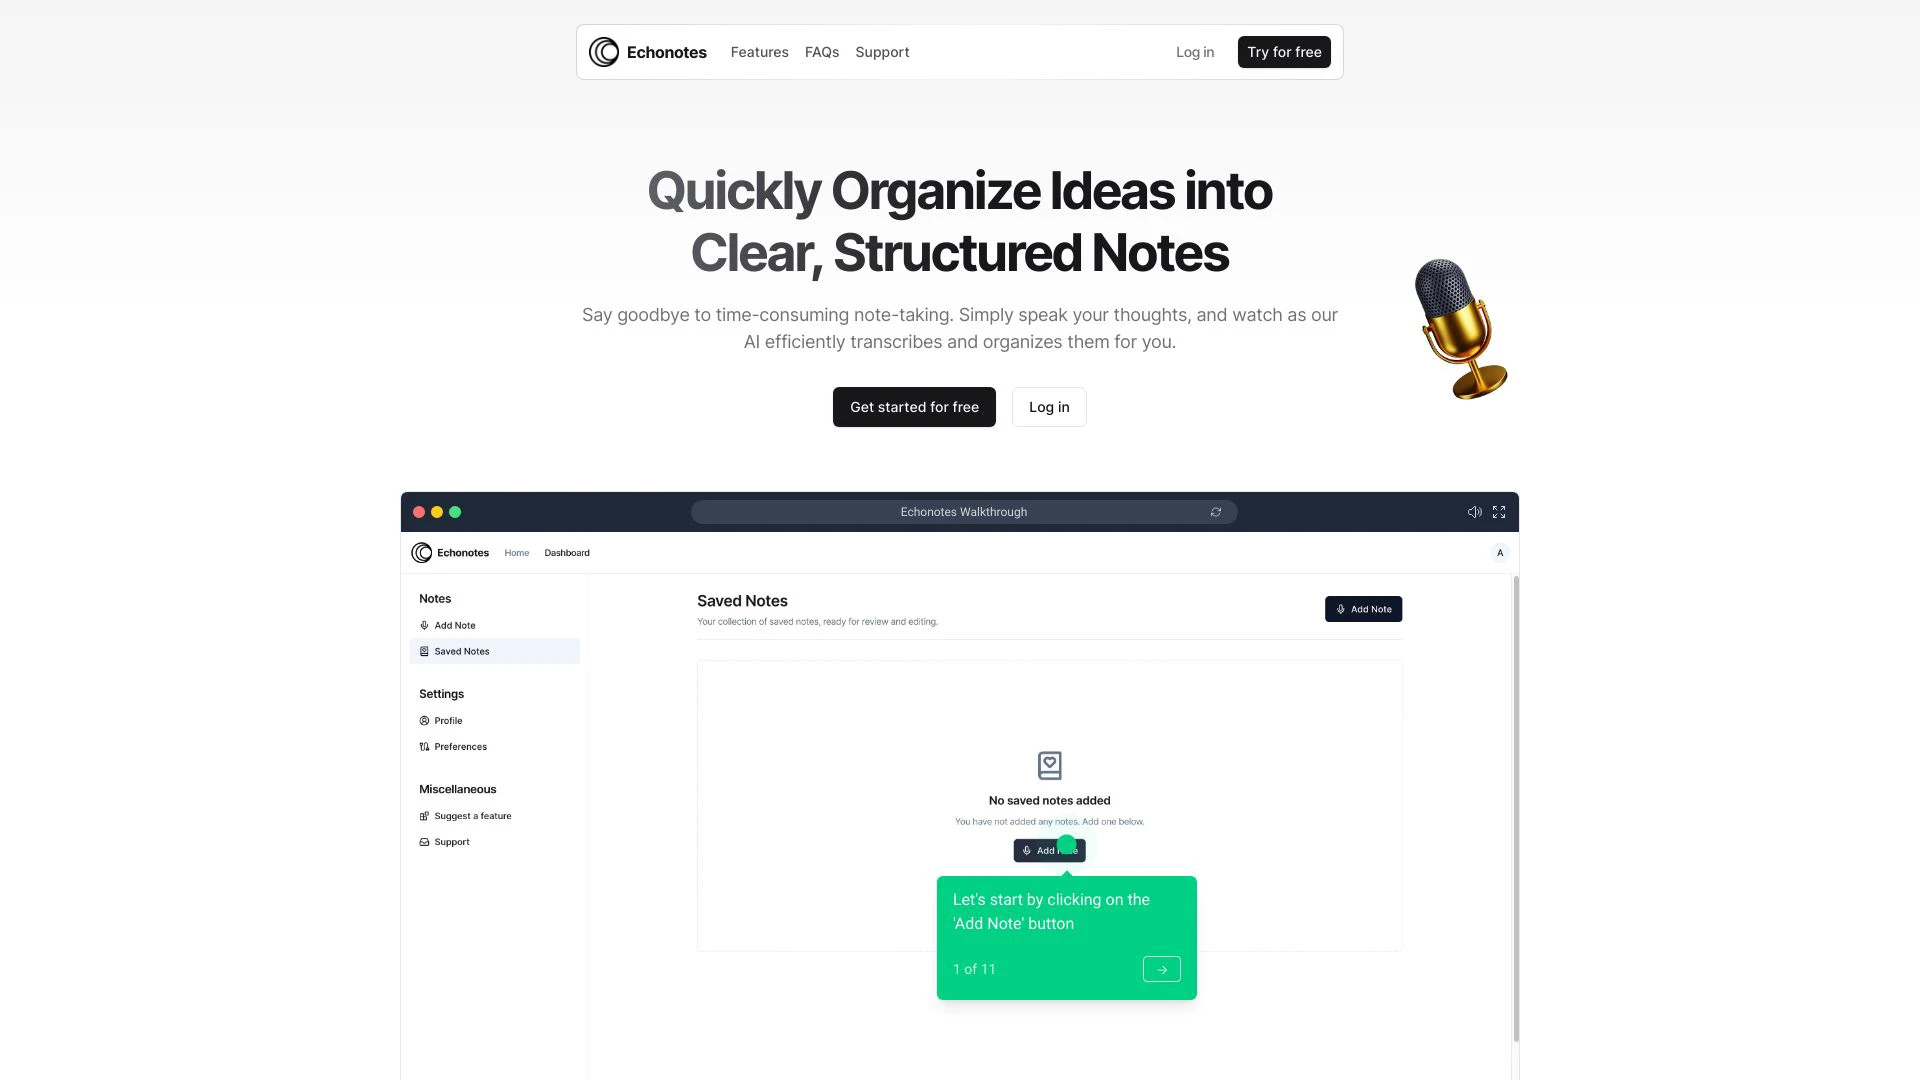 Echonotes
Features
FAQs
Support
Log in
Try for free
Quickly Organize Ideas into
Clear, Structured Notes
Say goodbye to time-consuming note-taking. Simply speak your thoughts, and watch as our
AI efficiently transcribes and organizes them for you.
Get started for free
Log in
Echonotes Walkthrough
Echonotes
Home
Dashboard
A
Notes
Add Note
Saved Notes
Settings
Profile
Preferences
Miscellaneous
Suggest a feature
Support
Saved Notes
Your collection of saved notes, ready for review and editing.
Add Note
No saved notes added
You have not added any notes. Add one below.
Add
Let's start by clicking on the
'Add Note' button
1 of 11